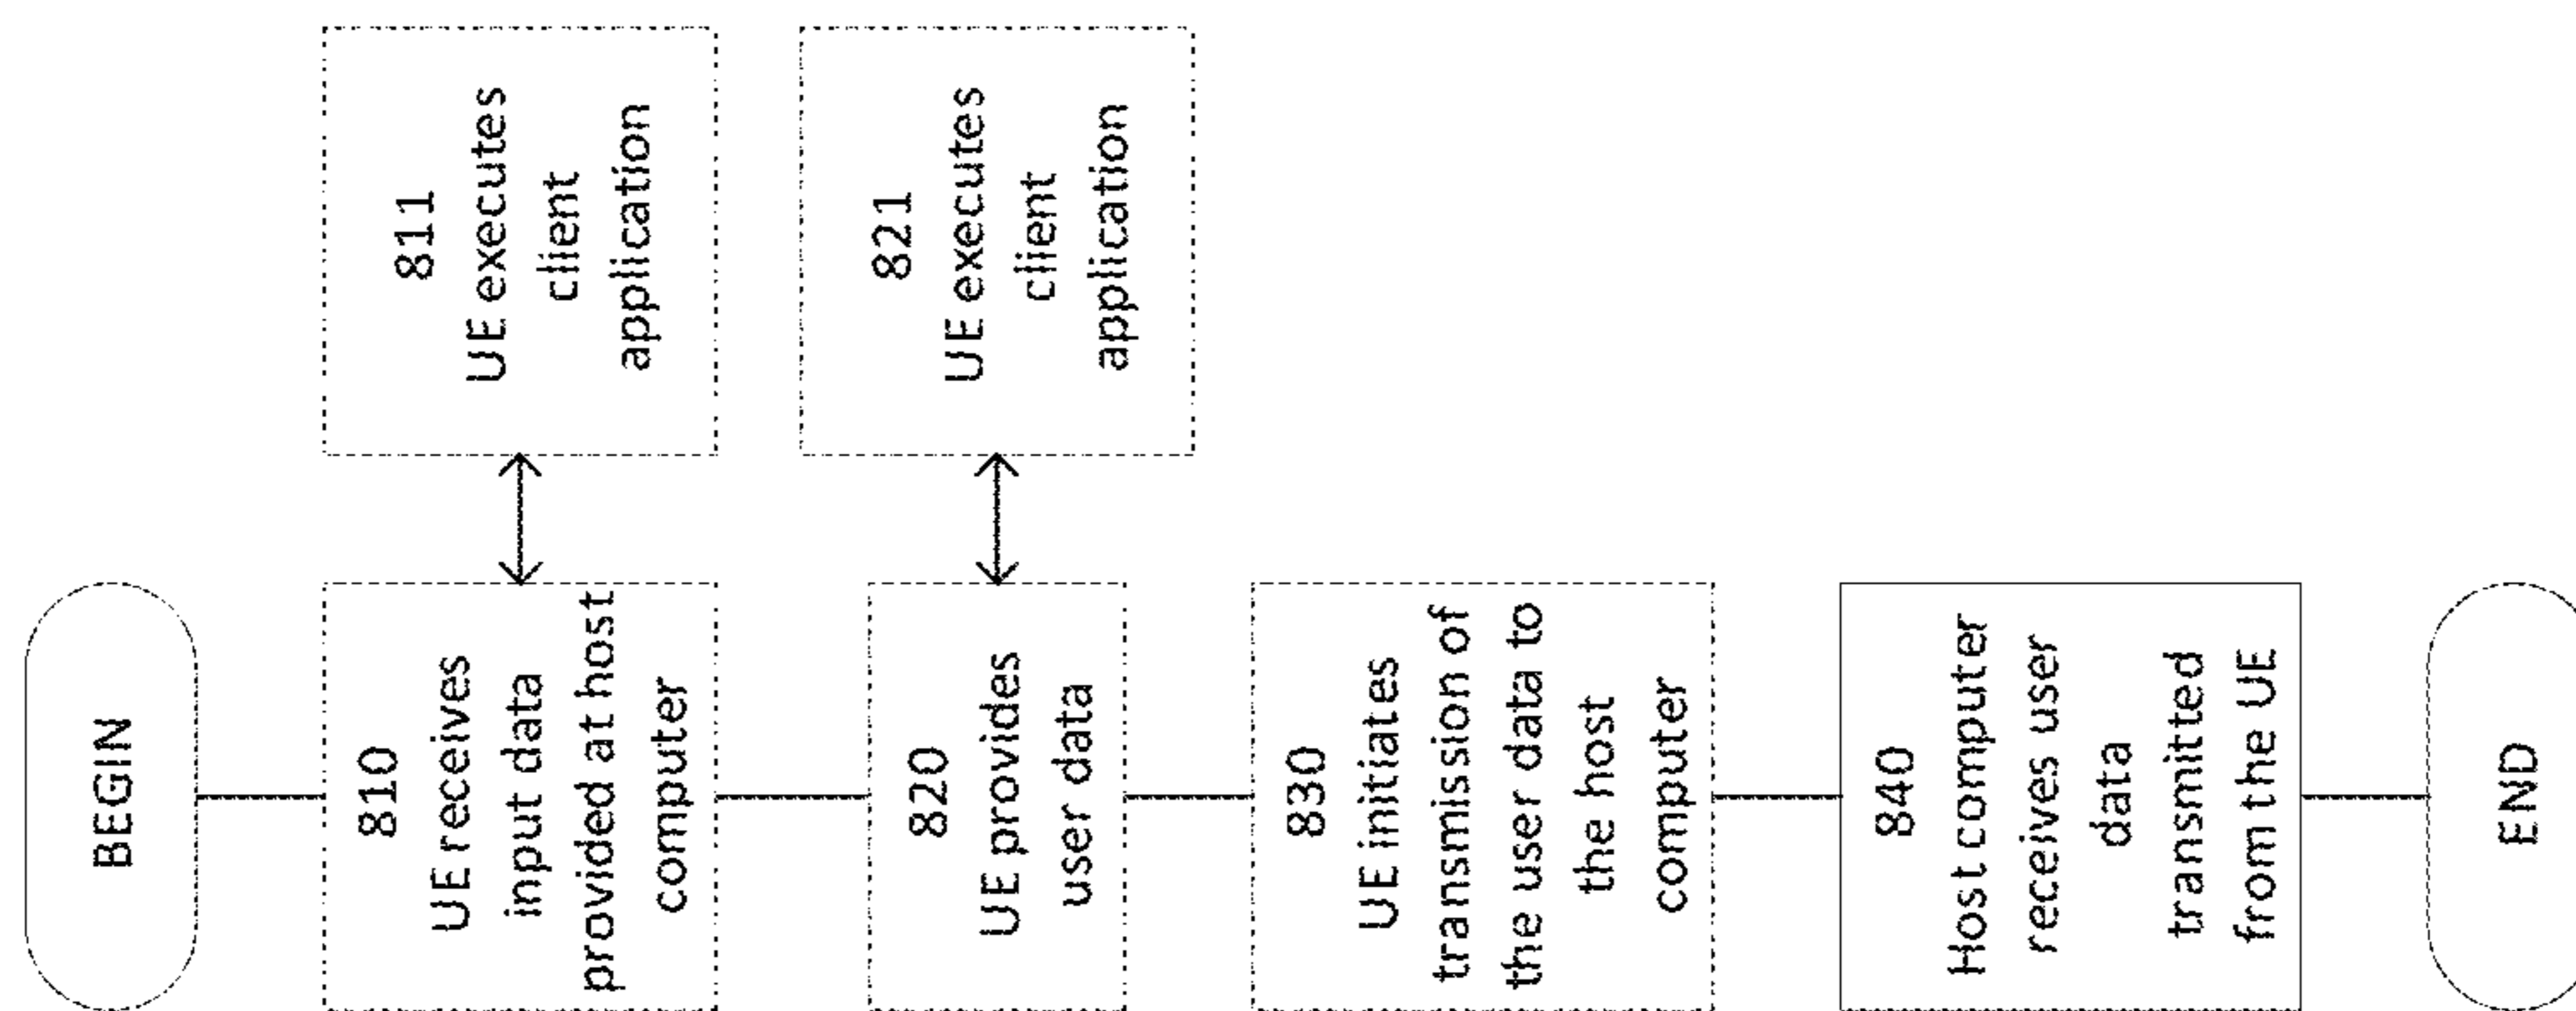 BEGIN
810
UE receives
input data
provided at host
computer
811
UE executes
client
application
820
UE provides
user data
821
UE executes
client
application
830
UE initiates
transmission of
the user data to
the host
computer
840
Host computer
receives user
data
transmitted
from the UE
END